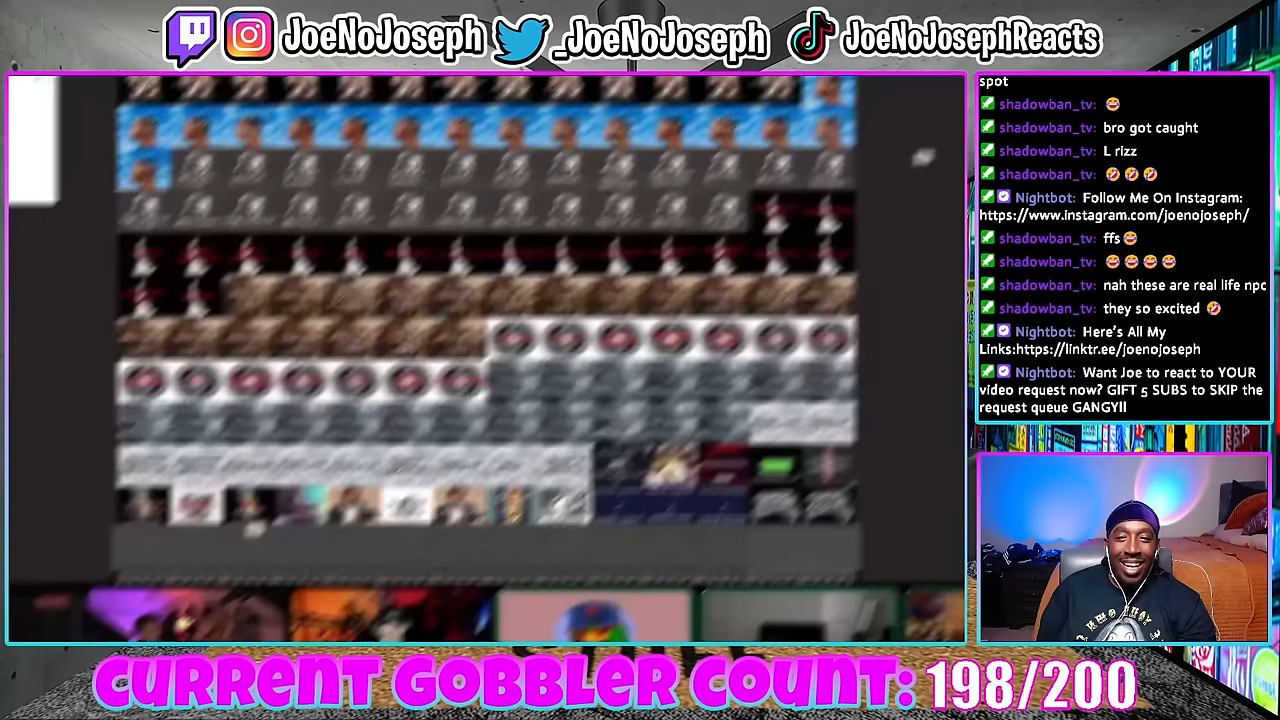 JoeNoJoseph _JoeNoJoseph JoeNoJosephReacts
spot
shadowban_tv: 😂
shadowban_tv: bro got caught
shadowban_tv: L rizz
shadowban_tv: 🤣🤣🤣
Nightbot: Follow Me On Instagram:
https://www.instagram.com/joenojoseph/
shadowban_tv: ffs😂
shadowban_tv: 😂😂😂😂
shadowban_tv: nah these are real life npc
shadowban_tv: they so excited 🤣
Nightbot: Here's All My
Links:https://linktr.ee/joenojoseph
Nightbot: Want Joe to react to YOUR
video request now? GIFT 5 SUBS to SKIP the
request queue GANGY!!
CURRENT GOBBLER COUNT: 198/200